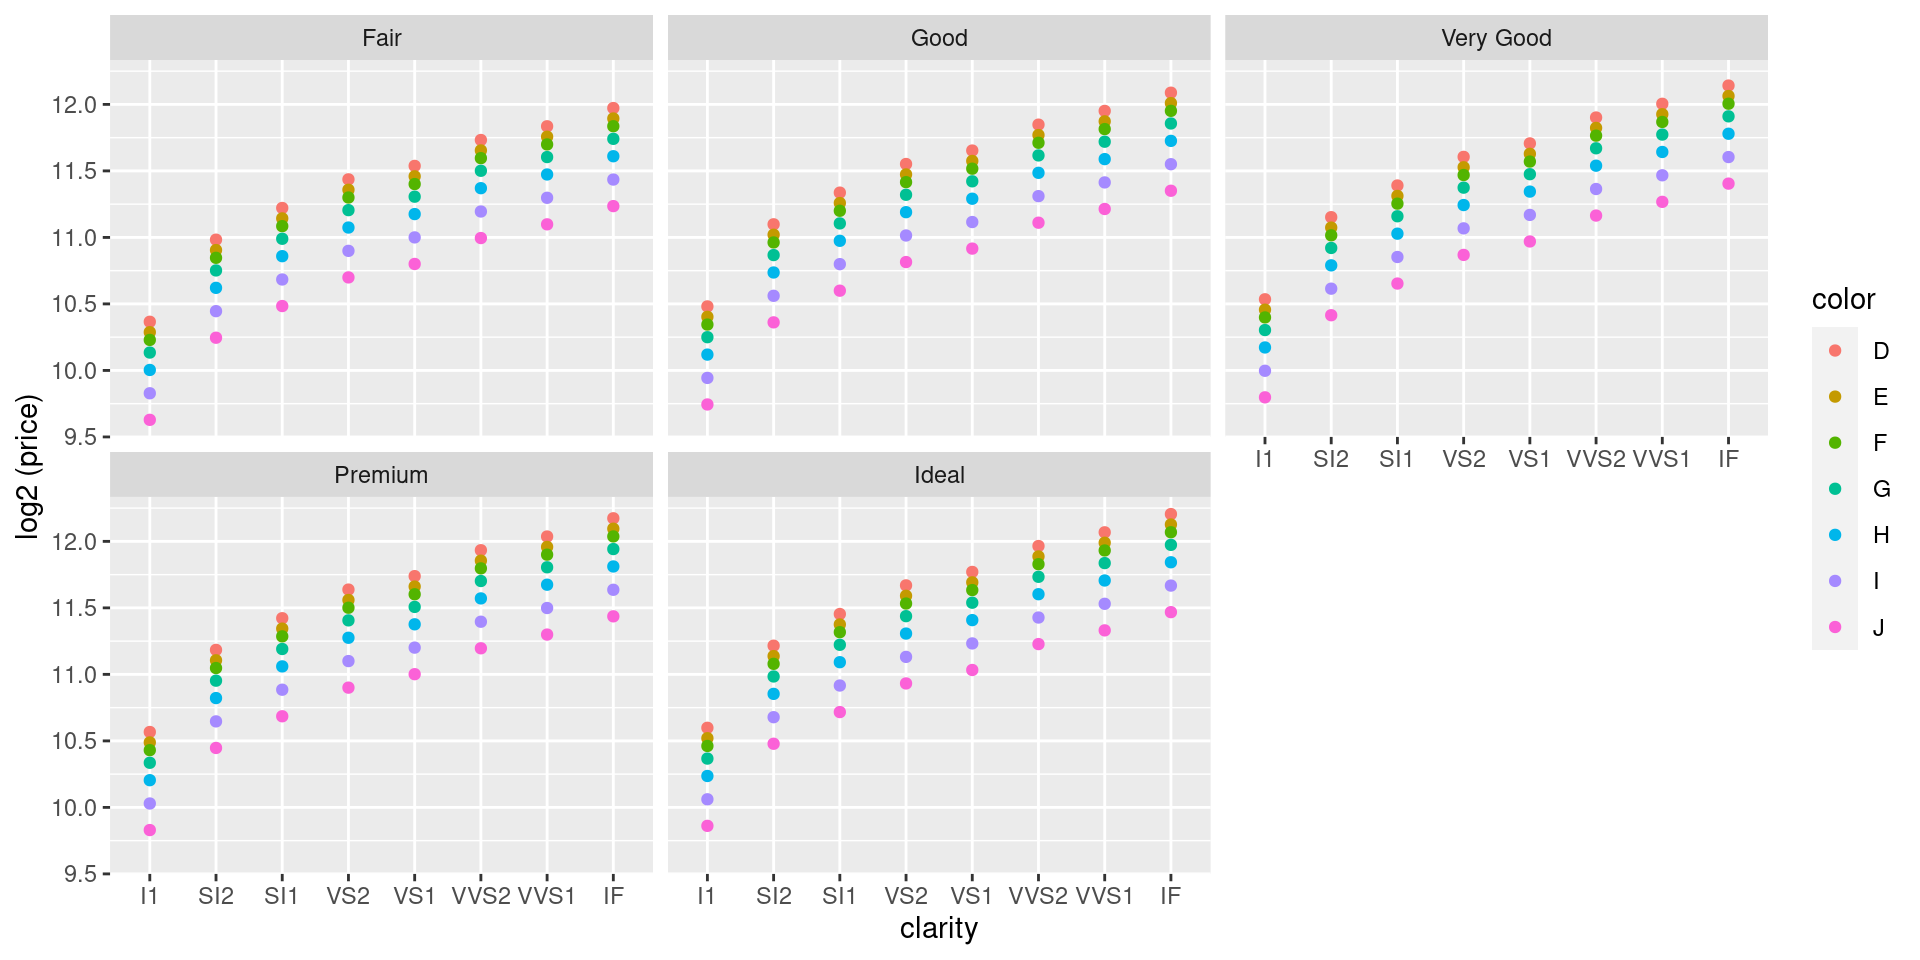 Fair Good Very Good
12.0
11.5
11.0
10.5
10.0
9.5
I1 SI2 SI1 VS2 VS1 VVS2 VVS1 IF
Premium Ideal
12.0
11.5
11.0
10.5
10.0
9.5
I1 SI2 SI1 VS2 VS1 VVS2 VVS1 IF I1 SI2 SI1 VS2 VS1 VVS2 VVS1 IF
clarity
log2 (price)
color
D
E
F
G
H
I
J